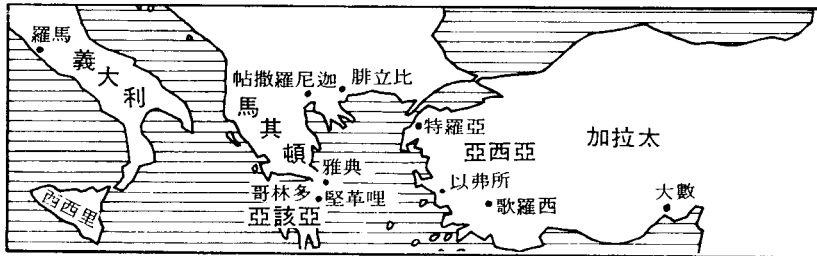 羅馬
義大利
西西里
帖撒羅尼迦
腓立比
馬其頓
雅典
哥林多
堅革哩
亞該亞
特羅亞
亞西亞
以弗所
歌羅西
加拉太
大數